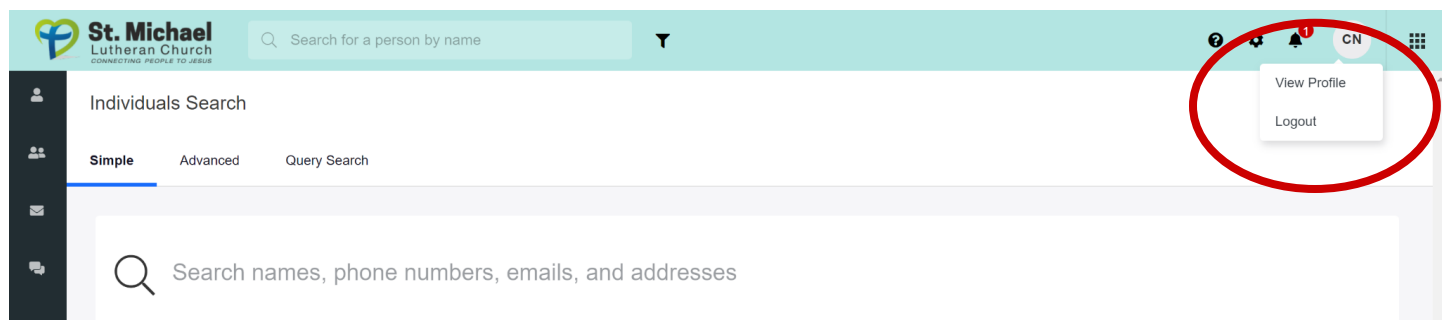 St. Michael
Lutheran Church
CONNECTING PEOPLE TO JESUS
Search for a person by name
1
CN
View Profile
Logout
Individuals Search
Simple Advanced Query Search
Search names, phone numbers, emails, and addresses